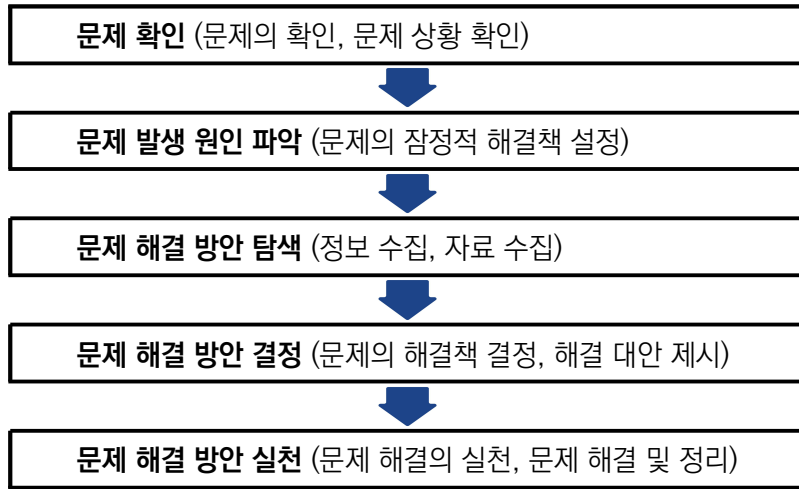 문제 확인 (문제의 확인, 문제 상황 확인)
문제 발생 원인 파악 (문제의 잠정적 해결책 설정)
문제 해결 방안 탐색 (정보 수집, 자료 수집)
문제 해결 방안 결정 (문제의 해결책 결정, 해결 대안 제시)
문제 해결 방안 실천 (문제 해결의 실천, 문제 해결 및 정리)